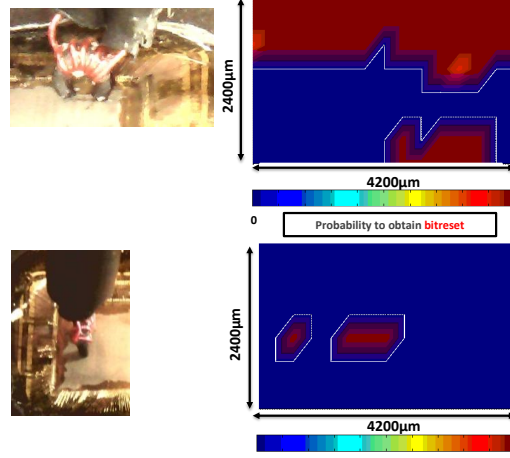 2400µm
4200µm
0
Probability to obtain bitreset
2400µm
4200µm